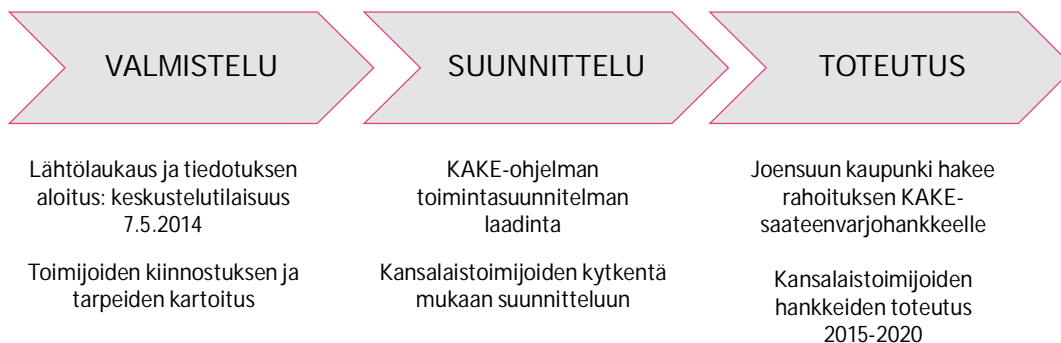 VALMISTELU
SUUNNITTELU
TOTEUTUS
Lähtölaukaus ja tiedotuksen
aloitus: keskustelutilaisuus
7.5.2014
Toimijoiden kiinnostuksen ja
tarpeiden kartoitus
KAKE-ohjelman
toimintasuunnitelman
laadinta
Kansalaistoimijoiden kytkentä
mukaan suunnitteluun
Joensuun kaupunki hakee
rahoituksen KAKE-
saateenvarjohankkeelle
Kansalaistoimijoiden
hankkeiden toteutus
2015-2020